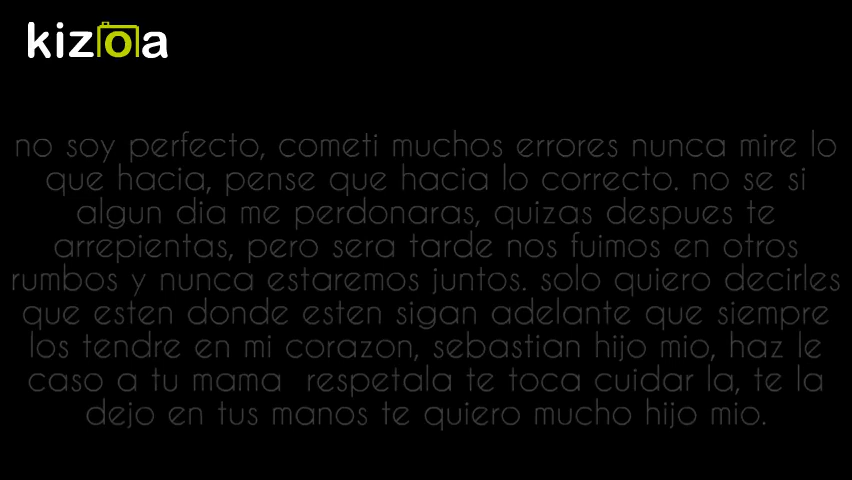 kizoa
no soy perfecto, cometi muchos errores nunca mire lo
que hacia, pense que hacia lo correcto. no se si
algun dia me perdonaras, quizas despues te
arrepientas, pero sera tarde nos fuimos en otros
rumbos y nunca estaremos juntos. solo quiero decirles
que esten donde esten sigan adelante que siempre
los tendre en mi corazon, sebastian hijo mio, haz le
caso a tu mama  respetala te toca cuidar la, te la
dejo en tus manos te quiero mucho hijo mio.